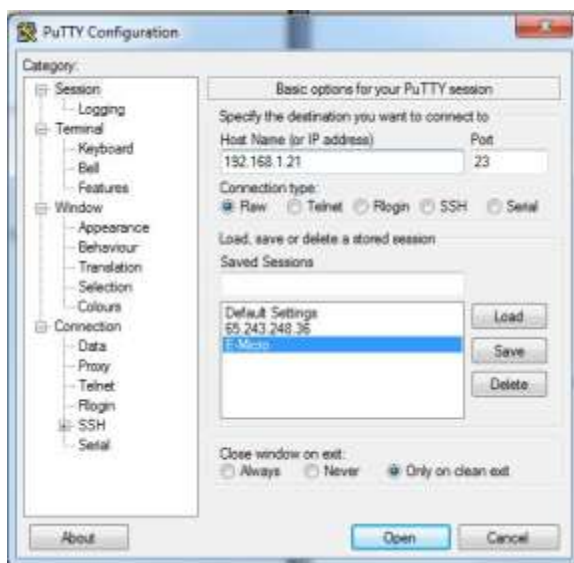 PuTTY Configuration
Category:
Session
Logging
Terminal
Keyboard
Bell
Features
Window
Appearance
Behaviour
Translation
Selection
Colours
Connection
Data
Proxy
Telnet
Rlogin
SSH
Serial
Basic options for your PuTTY session
Specify the destination you want to connect to
Host Name (or IP address) Port
192.168.1.21 23
Connection type:
Raw Telnet Rlogin SSH Serial
Load, save or delete a stored session
Saved Sessions
Default Settings
65.243.248.36
E-Micro
Load
Save
Delete
Close window on exit:
Always Never Only on clean exit
About Open Cancel